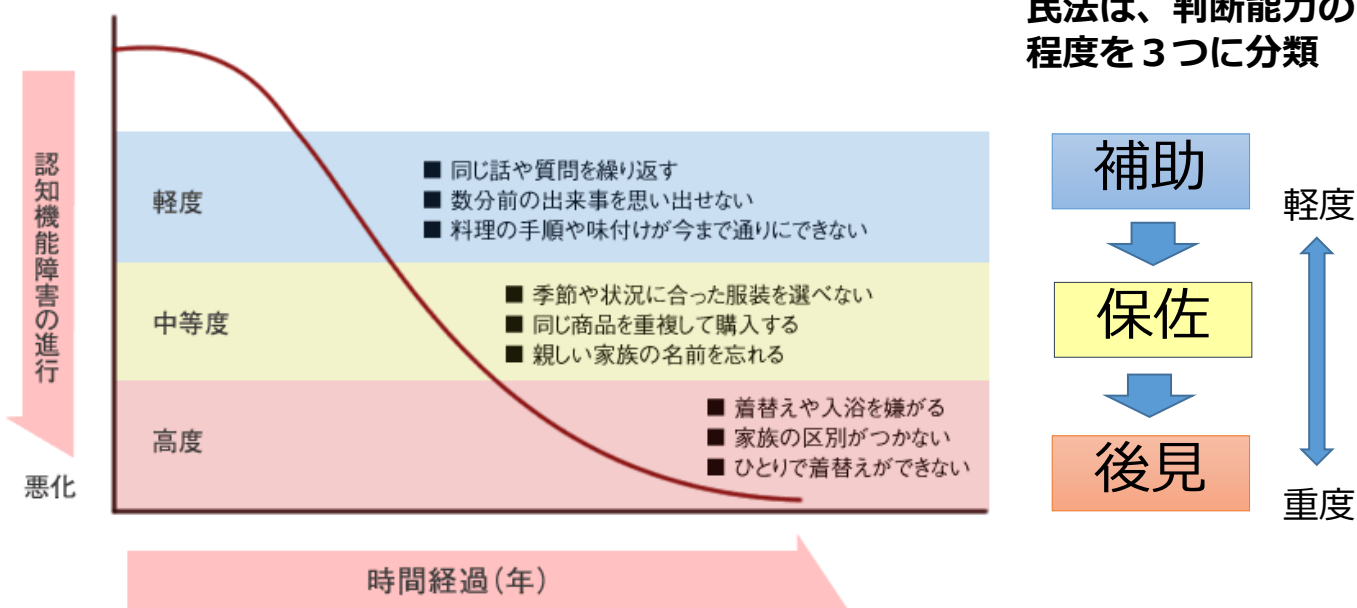 民法は、判断能力の
程度を３つに分類
認知機能障害の進行
悪化
軽度
■ 同じ話や質問を繰り返す
■ 数分前の出来事を思い出せない
■ 料理の手順や味付けが今まで通りにできない
中等度
■ 季節や状況に合った服装を選べない
■ 同じ商品を重複して購入する
■ 親しい家族の名前を忘れる
高度
■ 着替えや入浴を嫌がる
■ 家族の区別がつかない
■ ひとりで着替えができない
時間経過(年)
補助
保佐
後見
軽度
重度